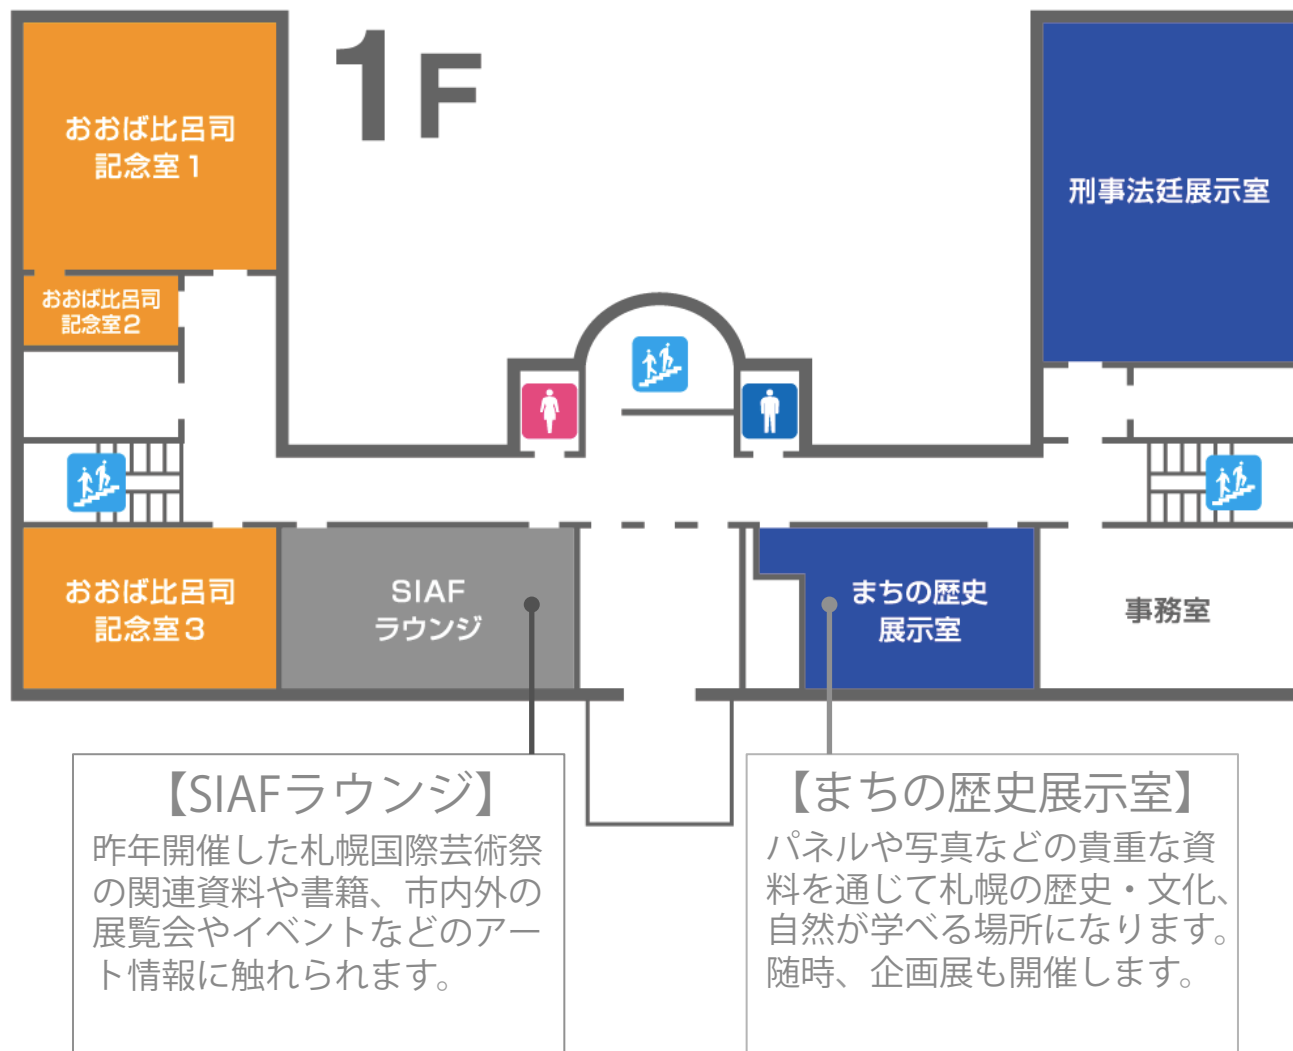 1F
おおば比呂司
記念室1
刑事法廷展示室
おおば比呂司
記念室2
おおば比呂司
記念室3
SIAF
ラウンジ
まちの歴史
展示室
事務室
【SIAFラウンジ】
昨年開催した札幌国際芸術祭
の関連資料や書籍、市内外の
展覧会やイベントなどのアー
ト情報に触れられます。
【まちの歴史展示室】
パネルや写真などの貴重な資
料を通じて札幌の歴史・文化、
自然が学べる場所になります。
随時、企画展も開催します。